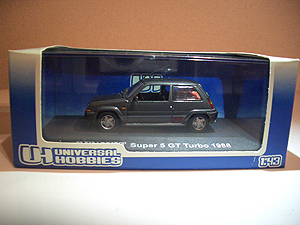 Super 5 GT Turbo 1988
UH UNIVERSAL
HOBBIES
1:43